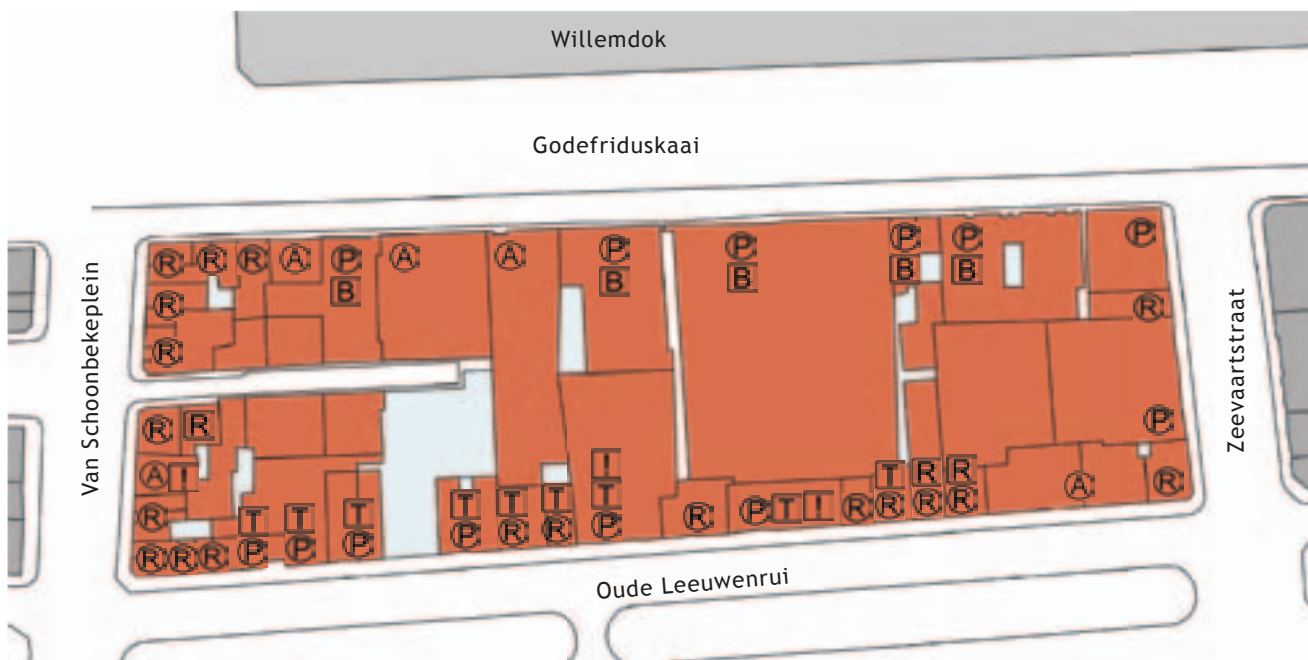 Willemdok
Godefriduskaai
R R R A P A A P P P P P
B B B B B
R R
R
Van Schoonbekeplein
Zeevaartstraat
R R P
A ! ! T R R
R T T T T T T T P R P T ! R R R R A R
R R R P P P P R R P
Oude Leeuwenrui